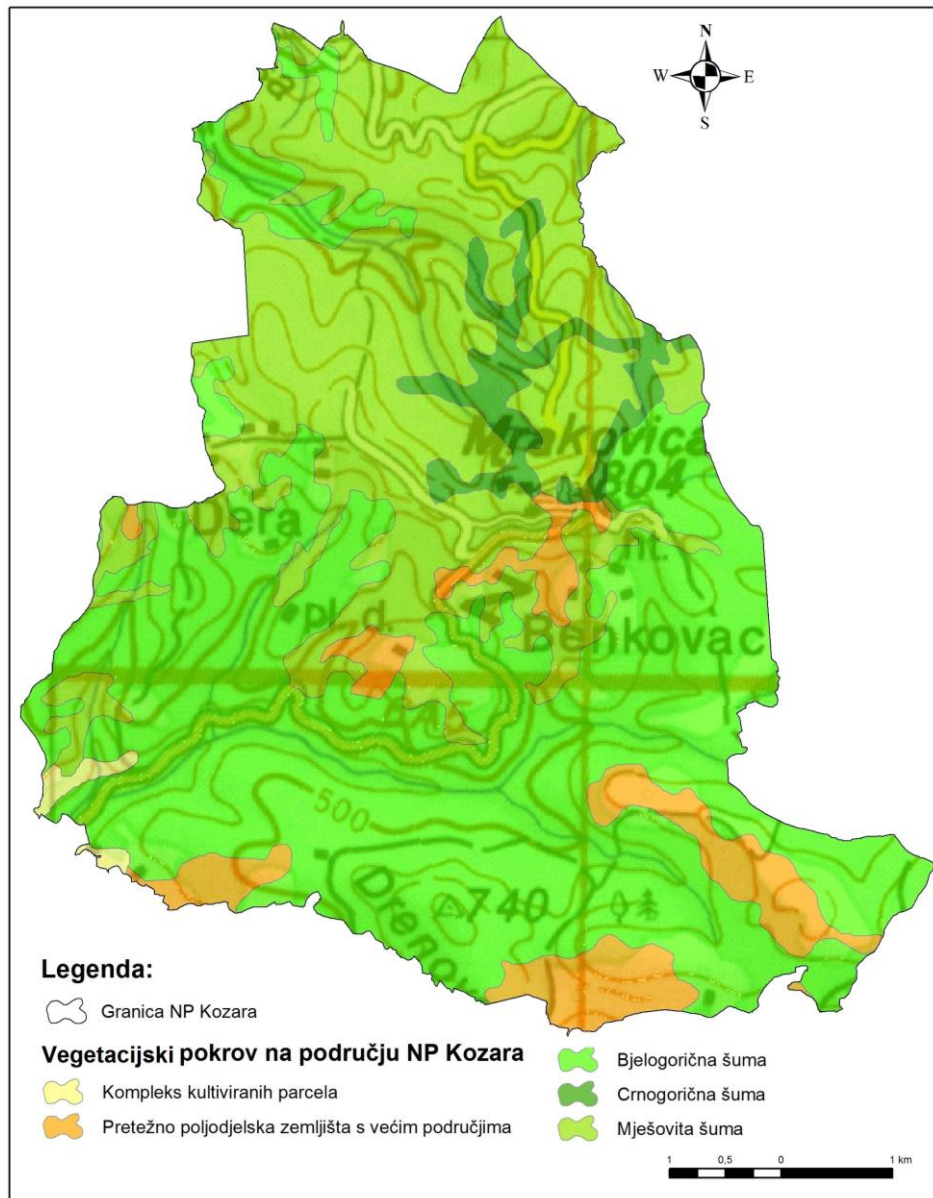 N
W E
S
Mrakovica
804
Dera
pl. d.
Benkovac
500
740
Legenda:
Granica NP Kozara
Vegetacijski pokrov na području NP Kozara
Kompleks kultiviranih parcela
Pretežno poljodjelska zemljišta s većim područjima
Bjelogorična šuma
Crnogorična šuma
Mješovita šuma
1 0,5 0 1 km